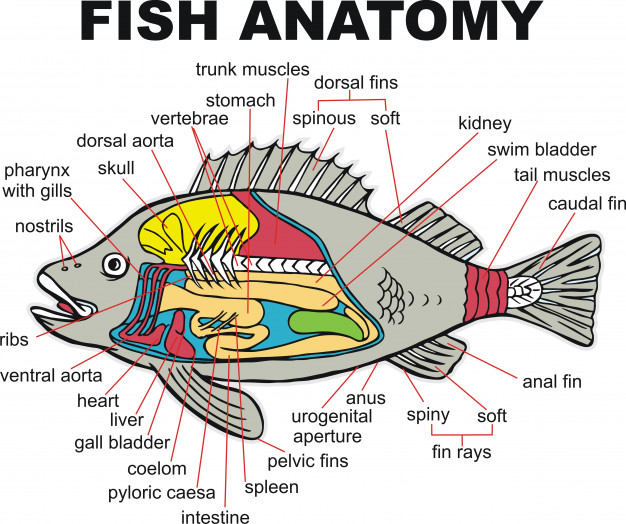 FISH ANATOMY
trunk muscles
dorsal fins
stomach
vertebrae
spinous soft
kidney
dorsal aorta
swim bladder
skull
tail muscles
pharynx
with gills
caudal fin
nostrils
ribs
ventral aorta
anal fin
heart
anus
liver
urogenital
aperture
spiny soft
gall bladder
fin rays
coelom
pelvic fins
pyloric caesa
spleen
intestine